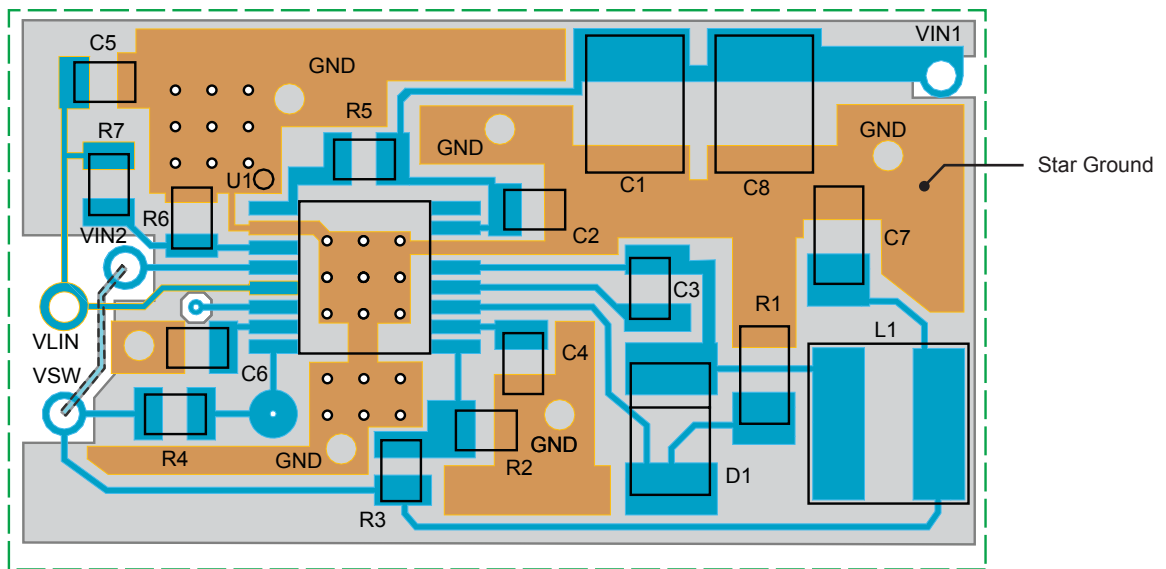 VIN1
C5
GND
R5
GND
GND
Star Ground
R7
U1
C1
C8
R6
VIN2
C2
C7
C3
R1
VLIN
L1
C4
C6
VSW
GND
R4
GND
R2
D1
R3